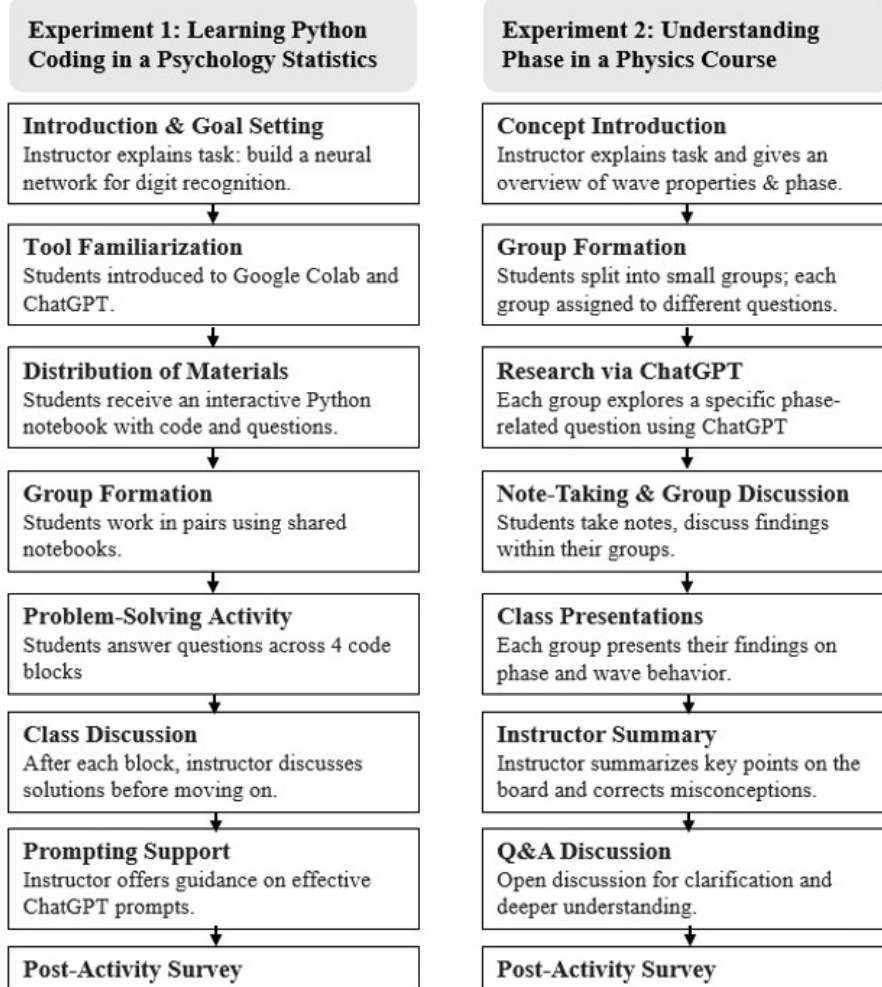 Experiment 1: Learning Python
Coding in a Psychology Statistics
Introduction & Goal Setting
Instructor explains task: build a neural
network for digit recognition.
Tool Familiarization
Students introduced to Google Colab and
ChatGPT.
Distribution of Materials
Students receive an interactive Python
notebook with code and questions.
Group Formation
Students work in pairs using shared
notebooks.
Problem-Solving Activity
Students answer questions across 4 code
blocks
Class Discussion
After each block, instructor discusses
solutions before moving on.
Prompting Support
Instructor offers guidance on effective
ChatGPT prompts.
Post-Activity Survey
Experiment 2: Understanding
Phase in a Physics Course
Concept Introduction
Instructor explains task and gives an
overview of wave properties & phase.
Group Formation
Students split into small groups; each
group assigned to different questions.
Research via ChatGPT
Each group explores a specific phase-
related question using ChatGPT
Note-Taking & Group Discussion
Students take notes, discuss findings
within their groups.
Class Presentations
Each group presents their findings on
phase and wave behavior.
Instructor Summary
Instructor summarizes key points on the
board and corrects misconceptions.
Q&A Discussion
Open discussion for clarification and
deeper understanding.
Post-Activity Survey